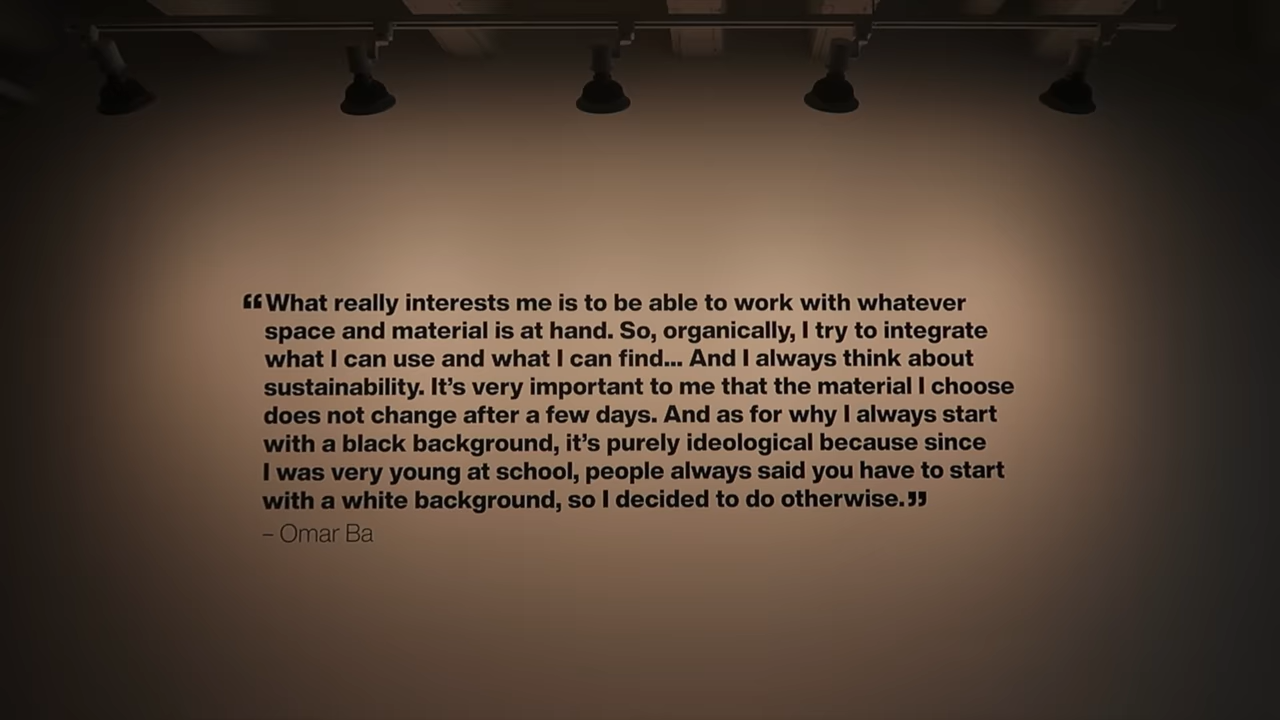 “What really interests me is to be able to work with whatever
space and material is at hand. So, organically, I try to integrate
what I can use and what I can find... And I always think about
sustainability. It’s very important to me that the material I choose
does not change after a few days. And as for why I always start
with a black background, it’s purely ideological because since
I was very young at school, people always said you have to start
with a white background, so I decided to do otherwise.”
– Omar Ba